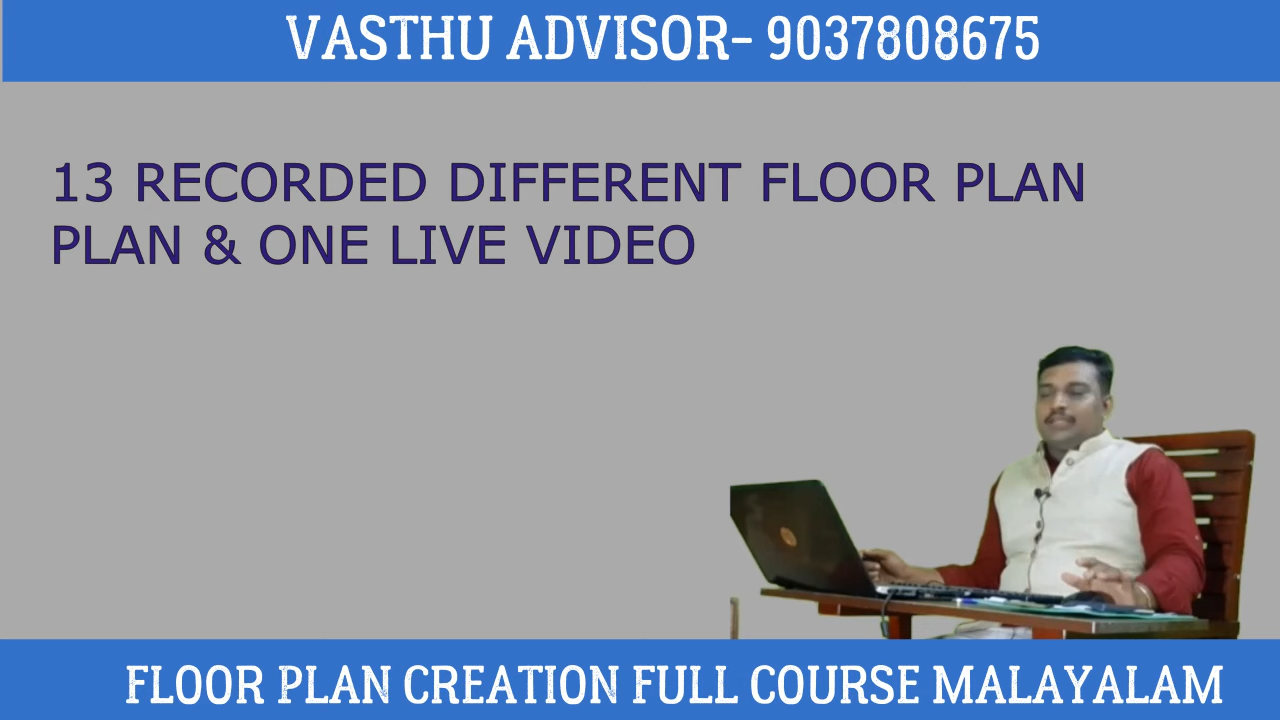 VASTHU ADVISOR- 9037808675
13 RECORDED DIFFERENT FLOOR PLAN
PLAN & ONE LIVE VIDEO
FLOOR PLAN CREATION FULL COURSE MALAYALAM